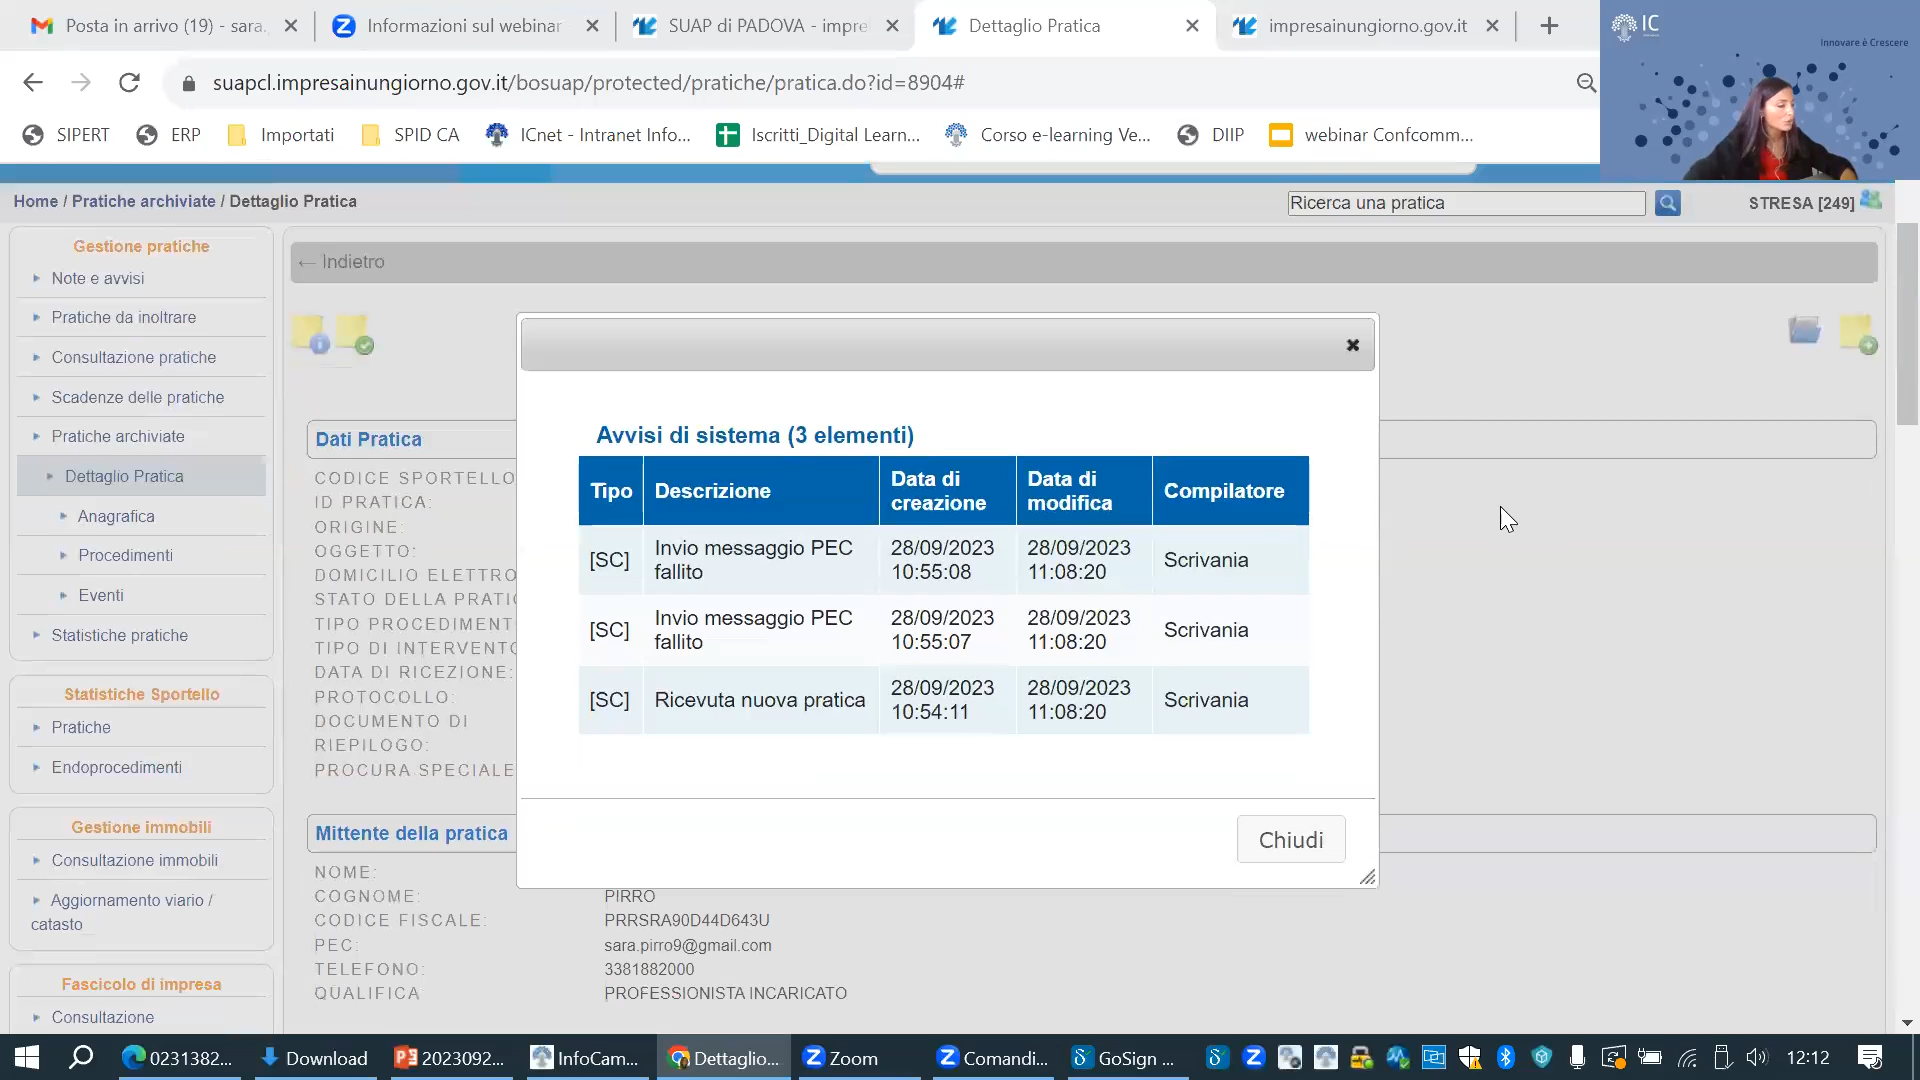 Posta in arrivo (19) - sara.
Informazioni sul webinar
SUAP di PADOVA - impre
Dettaglio Pratica
impresainungiorno.gov.it
IC
Innovare è Crescere
suapcl.impresainungiorno.gov.it/bosuap/protected/pratiche/pratica.do?id=8904#
SIPERT
ERP
Importati
SPID CA
ICnet - Intranet Info...
Iscritti_Digital Learn...
Corso e-learning Ve...
DIIP
webinar Confcomm...
Home / Pratiche archiviate / Dettaglio Pratica
Ricerca una pratica
STRESA [249]
Gestione pratiche
Note e avvisi
Pratiche da inoltrare
Consultazione pratiche
Scadenze delle pratiche
Pratiche archiviate
Dettaglio Pratica
Anagrafica
Procedimenti
Eventi
Statistiche pratiche
Statistiche Sportello
Pratiche
Endoprocedimenti
Gestione immobili
Consultazione immobili
Aggiornamento viario /
catasto
Fascicolo di impresa
Consultazione
← Indietro
Dati Pratica
CODICE SPORTELLO
ID PRATICA:
ORIGINE:
OGGETTO:
DOMICILIO ELETTRO
STATO DELLA PRATIC
TIPO PROCEDIMENT
TIPO DI INTERVENTO
DATA DI RICEZIONE:
PROTOCOLLO:
DOCUMENTO DI
RIEPILOGO:
PROCURA SPECIALE
Mittente della pratica
NOME:
COGNOME: PIRRO
CODICE FISCALE: PRRSRA90D44D643U
PEC: sara.pirro9@gmail.com
TELEFONO: 3381882000
QUALIFICA PROFESSIONISTA INCARICATO
Avvisi di sistema (3 elementi)
Tipo Descrizione Data di creazione Data di modifica Compilatore
[SC] Invio messaggio PEC fallito 28/09/2023 10:55:08 28/09/2023 11:08:20 Scrivania
[SC] Invio messaggio PEC fallito 28/09/2023 10:55:07 28/09/2023 11:08:20 Scrivania
[SC] Ricevuta nuova pratica 28/09/2023 10:54:11 28/09/2023 11:08:20 Scrivania
Chiudi
0231382...
Download
2023092...
InfoCam...
Dettaglio...
Zoom
Comandi...
GoSign ...
12:12